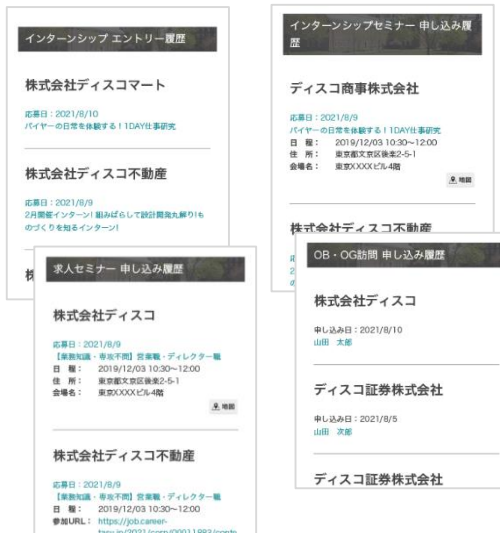 インターンシップ エントリー履歴
株式会社ディスコマート
応募日：2021/8/10
バイヤーの日常を体験する！1DAY仕事研究
株式会社ディスコ不動産
応募日：2021/8/9
2月開催インターン! 組みばらして設計開発丸解り!も
のづくりを知るインターン!
株
インターンシップセミナー 申し込み履
歴
ディスコ商事株式会社
応募日：2021/8/9
バイヤーの日常を体験する！1DAY仕事研究
日　程：　2019/12/03 10:30〜12:00
住　所：　東京都文京区後楽2-5-1
会場名：　東京XXXXビル4階
地図
株式会社ディスコ不動産
求人セミナー 申し込み履歴
株式会社ディスコ
応募日：2021/8/9
【業務知識・専攻不問】営業職・ディレクター職
日　程：　2019/12/03 10:30〜12:00
住　所：　東京都文京区後楽2-5-1
会場名：　東京XXXXビル4階
地図
株式会社ディスコ不動産
応募日：2021/8/9
【業務知識・専攻不問】営業職・ディレクター職
日　程：　2019/12/03 10:30〜12:00
参加URL：　https://job.career-
OB・OG訪問 申し込み履歴
株式会社ディスコ
申し込み日：2021/8/10
山田　太郎
ディスコ証券株式会社
申し込み日：2021/8/5
山田　次郎
ディスコ証券株式会社